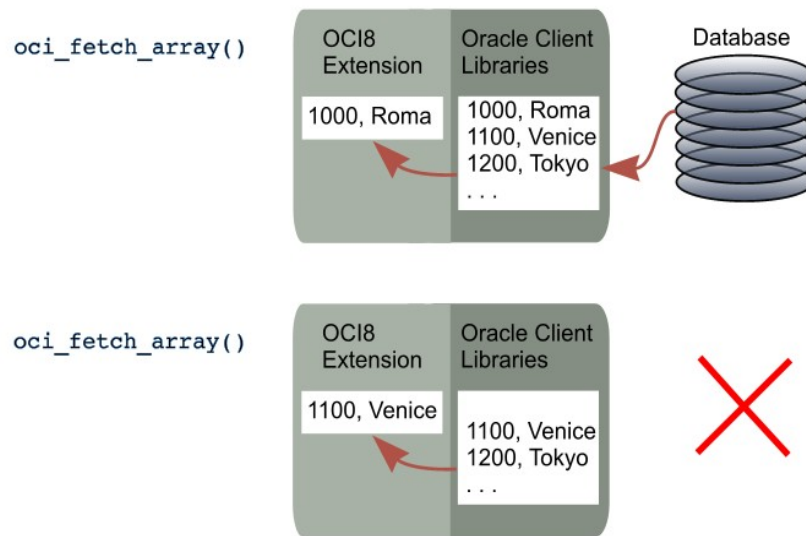 oci_fetch_array()
OCI8
Extension
Oracle Client
Libraries
Database
1000, Roma
1000, Roma
1100, Venice
1200, Tokyo
. . .
oci_fetch_array()
OCI8
Extension
Oracle Client
Libraries
1100, Venice
1100, Venice
1200, Tokyo
. . .